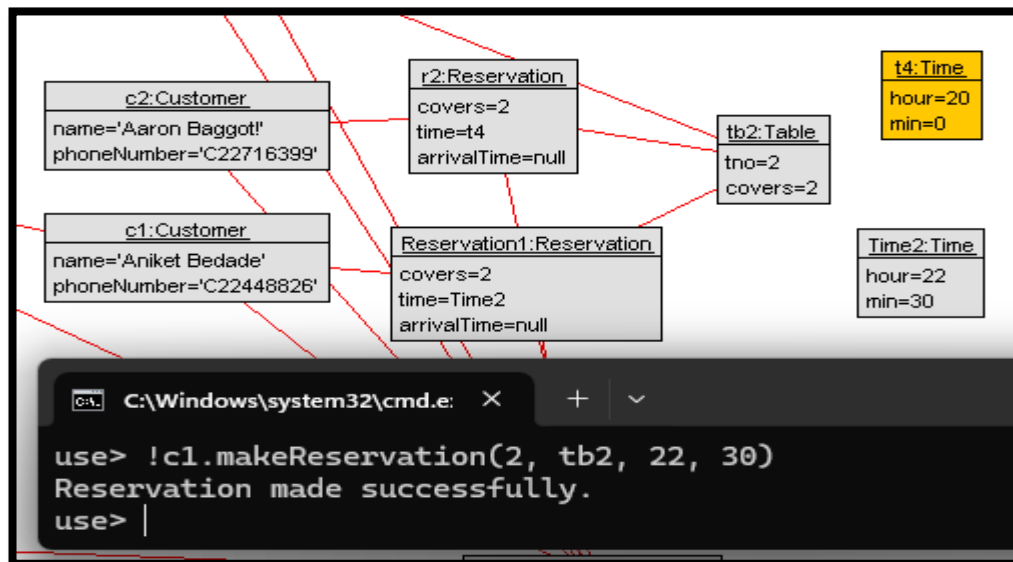 c2:Customer
name='Aaron Baggot!'
phoneNumber='C22716399'
r2:Reservation
covers=2
time=t4
arrivalTime=null
t4:Time
hour=20
min=0
tb2:Table
tno=2
covers=2
c1:Customer
name='Aniket Bedade'
phoneNumber='C22448826'
Reservation1:Reservation
covers=2
time=Time2
arrivalTime=null
Time2:Time
hour=22
min=30
C:\Windows\system32\cmd.e:
use> !c1.makeReservation(2, tb2, 22, 30)
Reservation made successfully.
use>